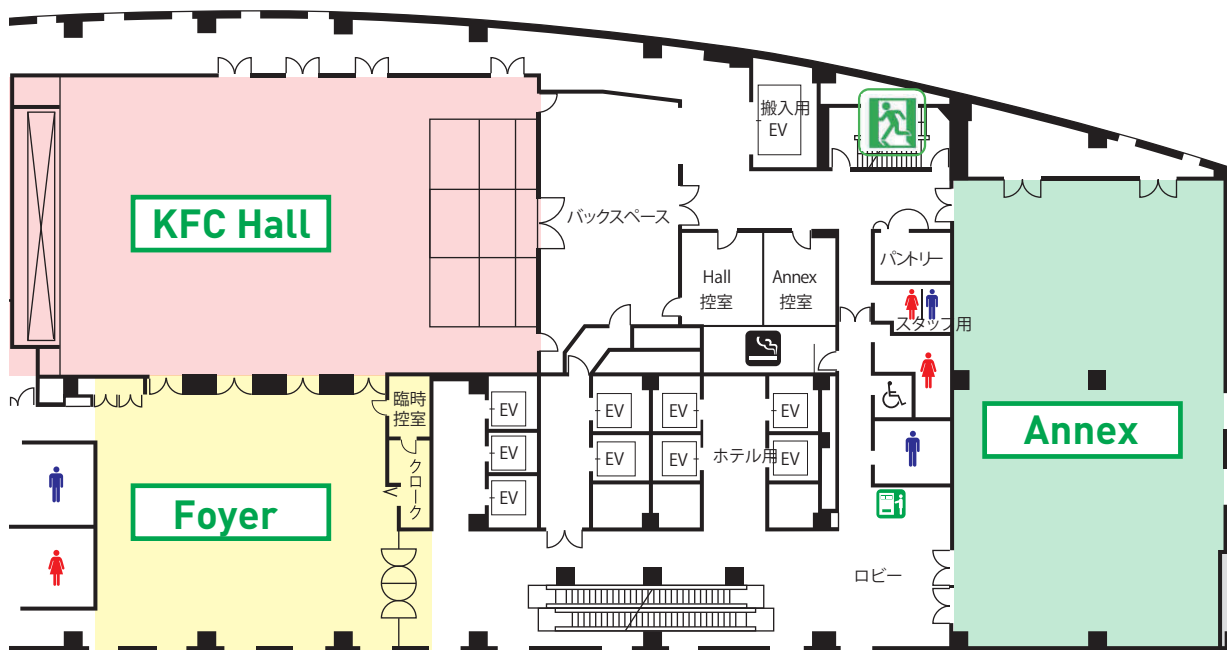 搬入用
EV
KFC Hall
バックスペース
パントリー
Hall
控室
Annex
控室
スタッフ用
臨時
控室
EV
EV
EV
EV
EV
Annex
クローク
EV
EV
EV
ホテル用
EV
EV
Foyer
ロビー